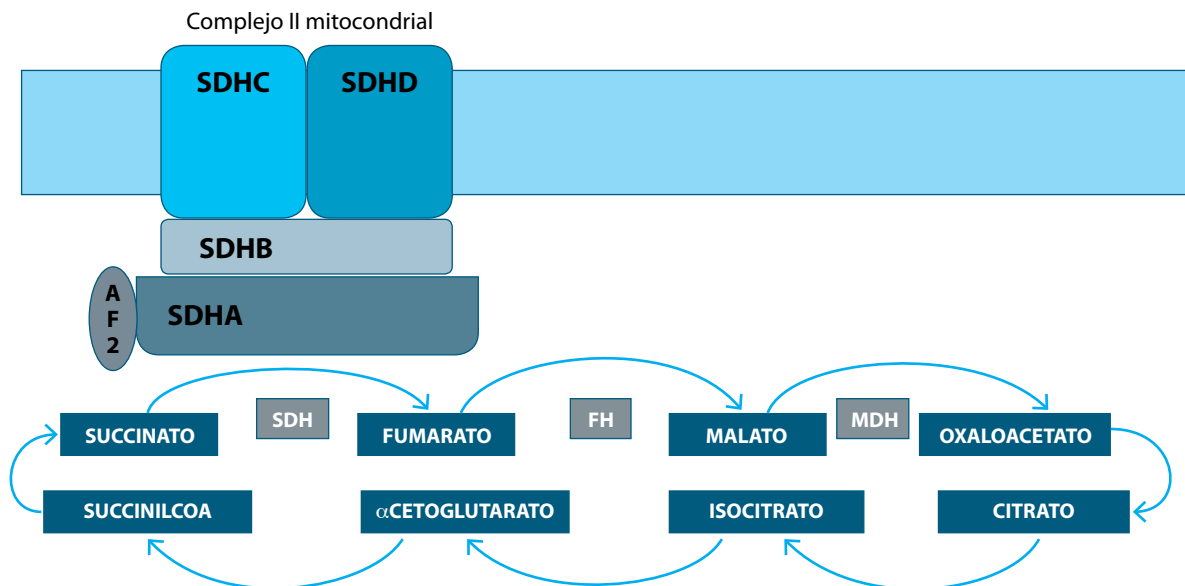 Complejo II mitocondrial
SDHC
SDHD
SDHB
A
F
2
SDHA
SUCCINATO
SDH
FUMARATO
FH
MALATO
MDH
OXALOACETATO
SUCCINILCOA
αCETOGLUTARATO
ISOCITRATO
CITRATO